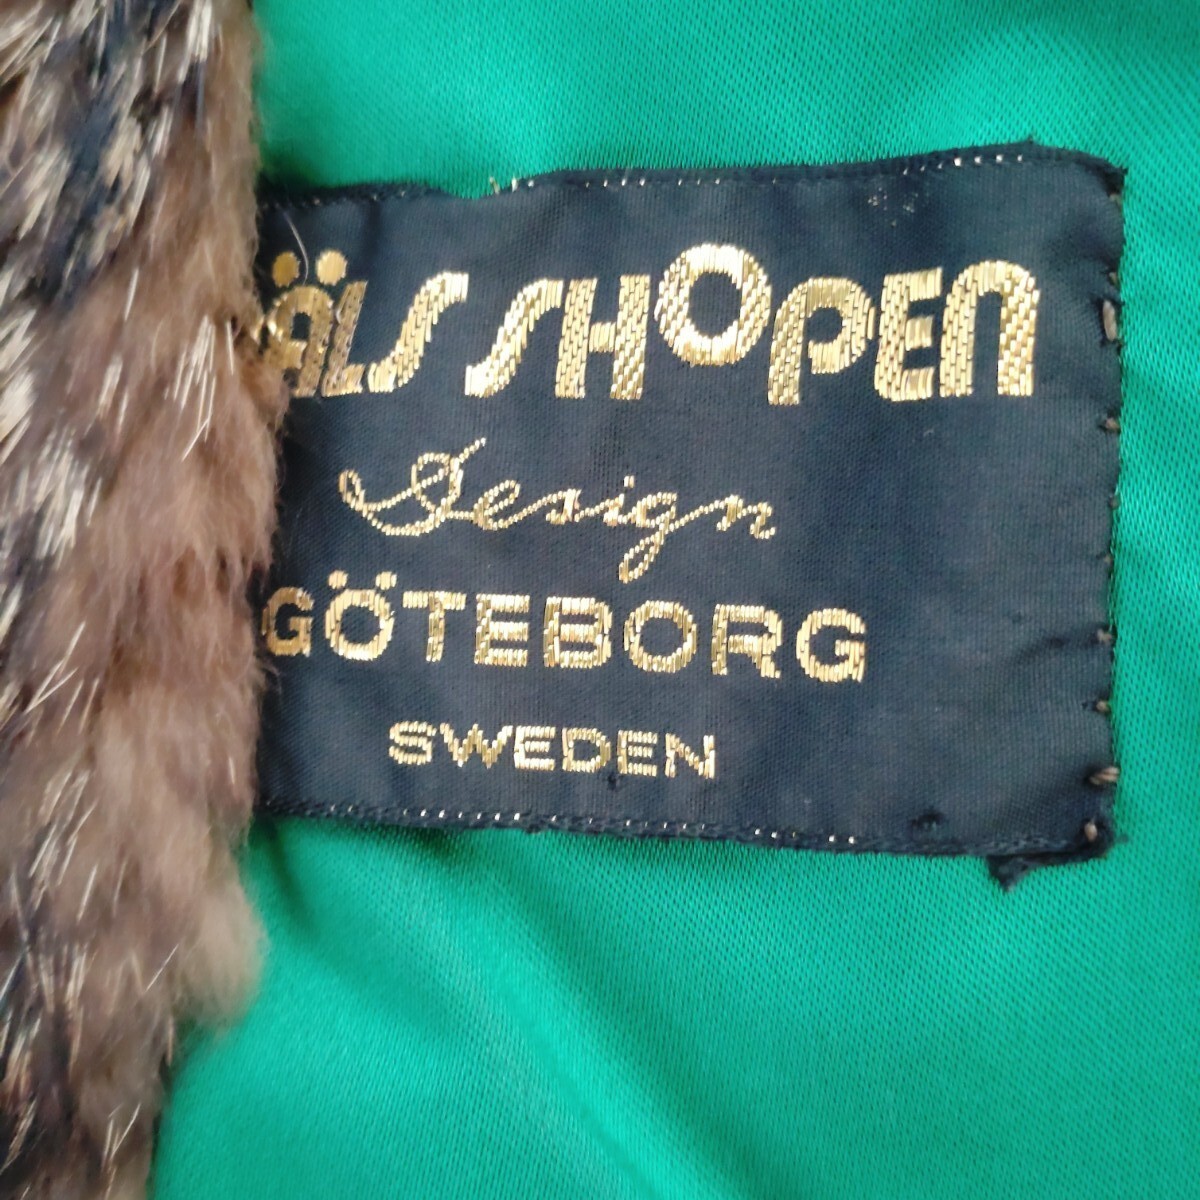 ÄLS SHOPEN
Design
GÖTEBORG
SWEDEN